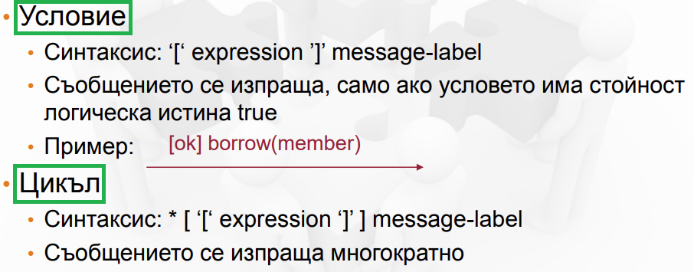 • Условие
• Синтаксис: ‘[‘ expression ’]’ message-label
• Съобщението се изпраща, само ако условето има стойност
логическа истина true
• Пример: [ok] borrow(member)
• Цикъл
• Синтаксис: * [ ‘[‘ expression ‘]’ ] message-label
• Съобщението се изпраща многократно